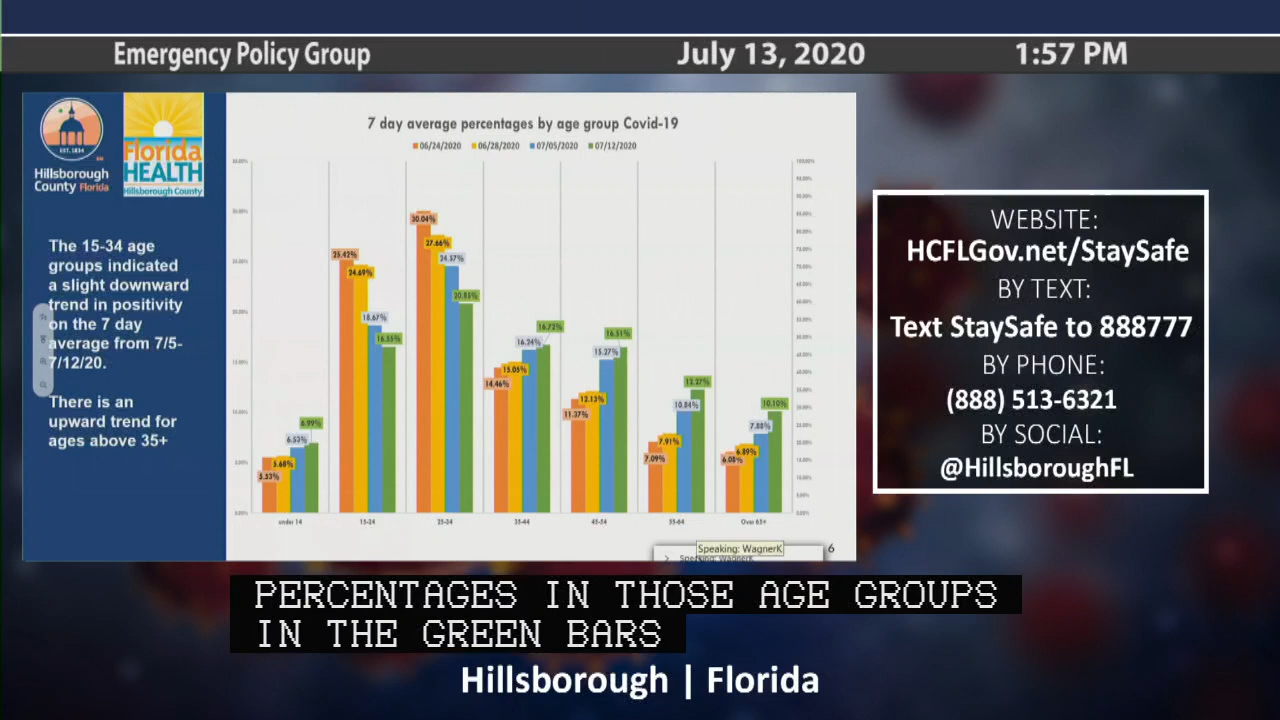 Emergency Policy Group
July 13, 2020
1:57 PM
EST. 1834
Hillsborough
County Florida
Florida
HEALTH
Hillsborough County
The 15-34 age
groups indicated
a slight downward
trend in positivity
on the 7 day
average from 7/5-
7/12/20.
There is an
upward trend for
ages above 35+
7 day average percentages by age group Covid-19
06/24/2020 06/28/2020 07/05/2020 07/12/2020
5.53%
5.68%
6.53%
6.99%
25.42%
24.69%
18.67%
16.55%
30.04%
27.66%
24.57%
14.46%
15.05%
16.24%
16.72%
11.37%
12.13%
15.27%
16.51%
7.09%
7.91%
10.84%
12.27%
6.08%
6.89%
7.88%
10.10%
under 14
15-24
35-44
45-54
Over 65+
Speaking: WagnerK
6
WEBSITE:
HCFLGov.net/StaySafe
BY TEXT:
Text StaySafe to 888777
BY PHONE:
(888) 513-6321
BY SOCIAL:
@HillsboroughFL
PERCENTAGES IN THOSE AGE GROUPS
IN THE GREEN BARS
Hillsborough | Florida